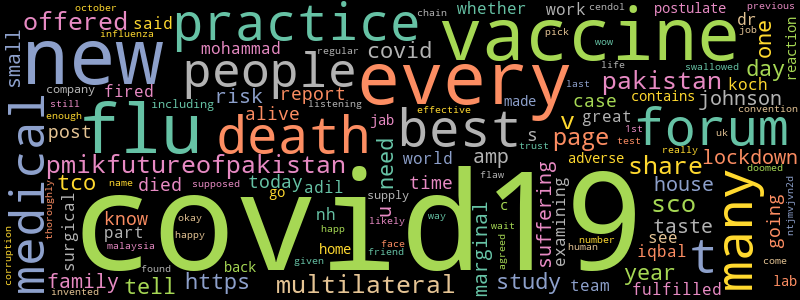 october
chain
cendol
previous
offered
said
practice
whether
work
postulate
influenza
pick
wow
job
small
new
mohammad
regular
covid
vaccine
dr
one
reaction
people
every
life
swallowed
pakistan
day
company
fired
risk
report
listening
contains
koch
still
including
effective
made
case
johnson
last
convention
medical
enough
post
flu
alive
death
jab
best
s
v
great
forum
1st
uk
test
trust
page
adverse
really
lockdown
pmikfutureofpakistan
need
world
amp
flaw
share
doomed
thoroughly
tco
died
today
adil
time
supply
marginal
suffering
examining
house
many
ntjmvjvn2d
name
supposed
go
covid19
sco
t
going
surgical
know
okay
happy
nh
u
likely
c
way
wait
agreed
taste
part
malaysia
home
face
friend
happ
number
human
see
iqbal
come
corruption
family
found
back
given
multilateral
study
team
year
fulfilled
lab
invented
tell
https